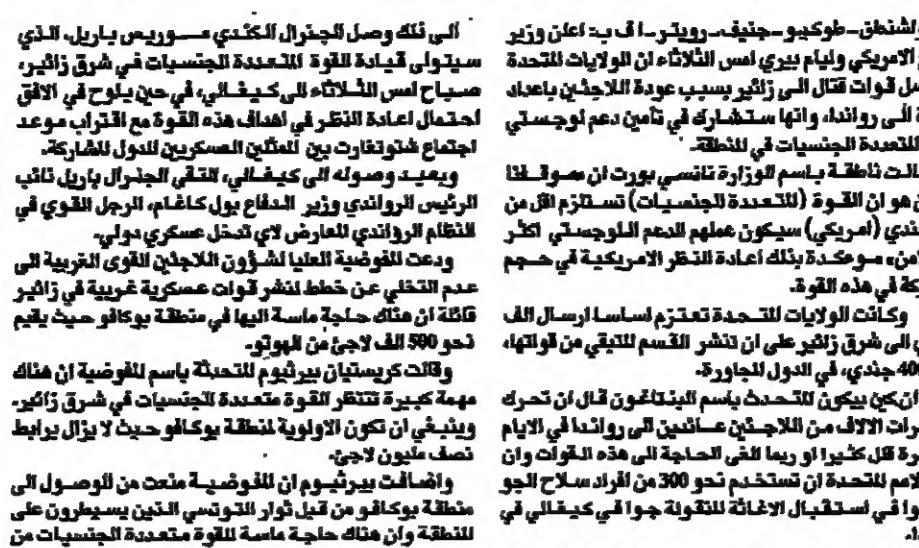 واشنطن-طوكيو-جنيف-رويتر-ا ف ب: اعلن وزير
الامريكي وليام بيري امس الثلاثاء ان الولايات المتحدة
قوات قتال الى زائير بسبب عودة اللاجئين باعداد
الى رواندا، وانها ستشارك في تأمين دعم لوجستي
المتعددة الجنسيات في المنطقة.
ناطقة باسم الوزارة نانسي بورت ان موقفنا
هو ان القوة (المتعددة الجنسيات) تستلزم اقل من
جندي (امريكي) سيكون عملهم الدعم اللوجستي اكثر
مؤكدة بذلك اعادة النظر الامريكية في حجم
في هذه القوة.
وكانت الولايات المتحدة تعتزم اساسا ارسال الف
الى شرق زائير على ان تنشر القسم المتبقي من قواتها،
جندي، في الدول المجاورة.
كين بيكون المتحدث باسم البنتاغون قال ان تحرك
الالاف من اللاجئين عائدين الى رواندا في الايام
قلل كثيرا او ربما الغى الحاجة الى هذه القوات وان
المتحدة ان تستخدم نحو 300 من افراد سلاح الجو
في استقبال الاغاثة المنقولة جوا في كيغالي في
الى ذلك وصل الجنرال الكندي موريس باريل، الذي
سيتولى قيادة القوة المتعددة الجنسيات في شرق زائير،
صباح امس الثلاثاء الى كيغالي، في حين يلوح في الافق
احتمال اعادة النظر في اهداف هذه القوة مع اقتراب موعد
اجتماع شتوتغارت بين الممثلين العسكريين للدول المشاركة.
وبعيد وصوله الى كيغالي، التقى الجنرال باريل نائب
الرئيس الرواندي وزير الدفاع بول كاغام، الرجل القوي في
النظام الرواندي المعارض لاي تدخل عسكري دولي.
ودعت المفوضية العليا لشؤون اللاجئين القوى الغربية الى
عدم التخلي عن خطط لنشر قوات عسكرية غربية في زائير
قائلة ان هناك حاجة ماسة اليها في منطقة بوكافو حيث يقيم
نحو 590 الف لاجئ من الهوتو.
وقالت كريستيان بيرثيوم المتحدثة باسم المفوضية ان هناك
مهمة كبيرة تنتظر القوة متعددة الجنسيات في شرق زائير.
وينبغي ان تكون الاولوية لمنطقة بوكافو حيث لا يزال يرابط
نصف مليون لاجئ.
واضافت بيرثيوم ان المفوضية منعت من الوصول الى
منطقة بوكافو من قبل ثوار التوتسي الذين يسيطرون على
المنطقة وان هناك حاجة ماسة للقوة متعددة الجنسيات من